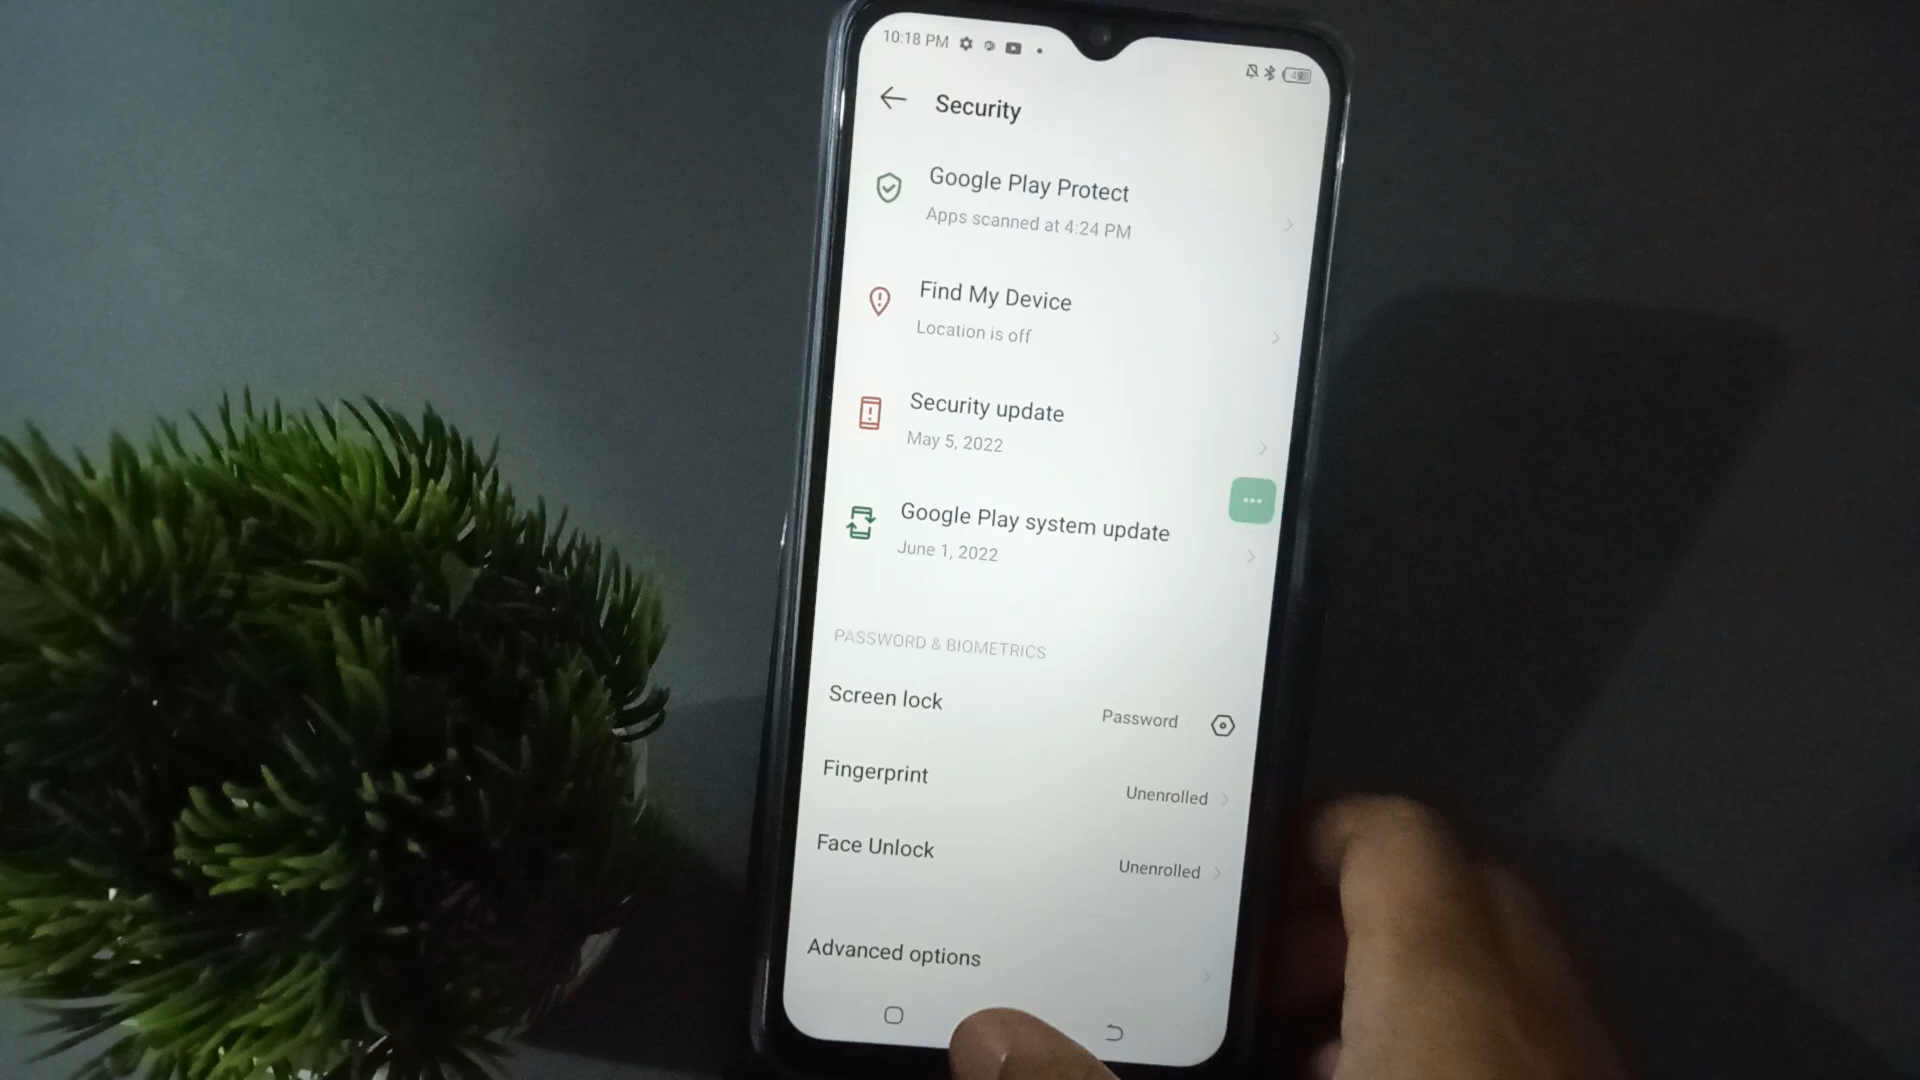 10:18 PM
49
Security
Google Play Protect
Apps scanned at 4:24 PM
Find My Device
Location is off
Security update
May 5, 2022
Google Play system update
June 1, 2022
PASSWORD & BIOMETRICS
Screen lock
Password
Fingerprint
Unenrolled
Face Unlock
Unenrolled
Advanced options